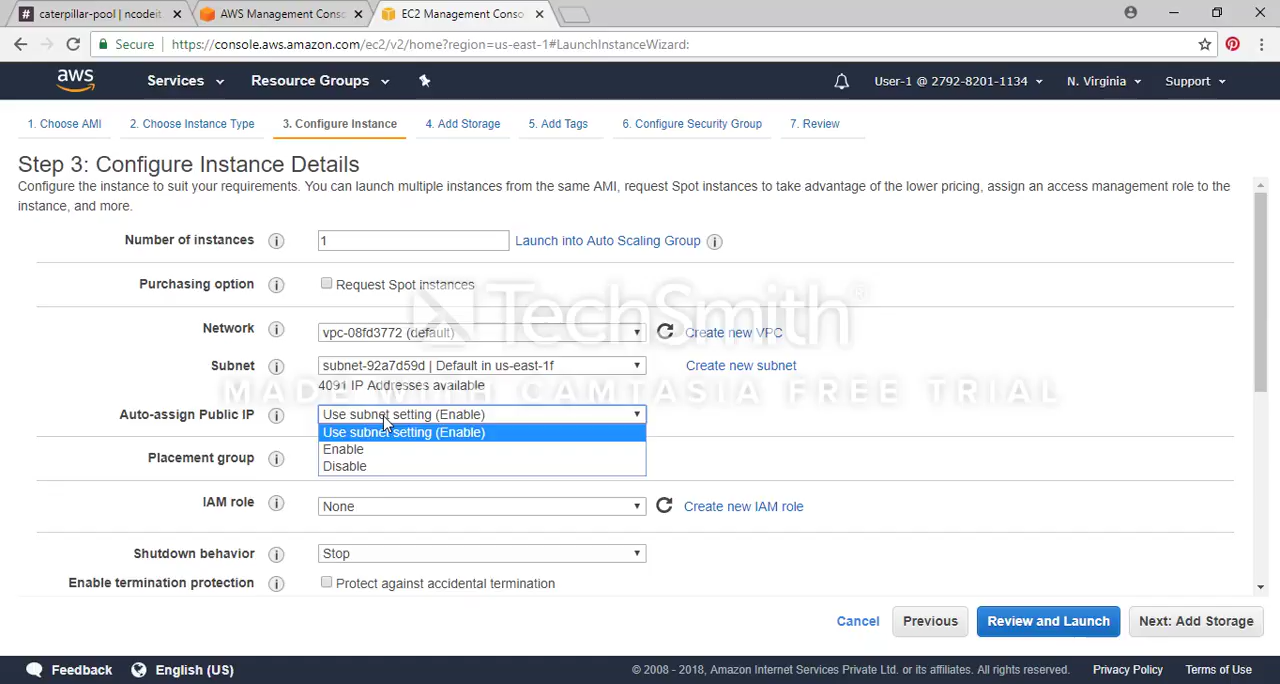 caterpillar-pool | ncodeit
AWS Management Conso
EC2 Management Conso
Secure
https://console.aws.amazon.com/ec2/v2/home?region=us-east-1#LaunchInstanceWizard:
aws Services Resource Groups User-1 @ 2792-8201-1134 N. Virginia Support
1. Choose AMI 2. Choose Instance Type 3. Configure Instance 4. Add Storage 5. Add Tags 6. Configure Security Group 7. Review
Step 3: Configure Instance Details
Configure the instance to suit your requirements. You can launch multiple instances from the same AMI, request Spot instances to take advantage of the lower pricing, assign an access management role to the
instance, and more.
Number of instances 1 Launch into Auto Scaling Group
Purchasing option Request Spot instances
TechSmith®
Network vpc-08fd3772 (default) Create new VPC
Subnet subnet-92a7d59d | Default in us-east-1f Create new subnet
4091 IP Addresses available
MADE WITH CAMTASIA FREE TRIAL
Auto-assign Public IP Use subnet setting (Enable)
Use subnet setting (Enable)
Enable
Placement group
Disable
IAM role None Create new IAM role
Shutdown behavior Stop
Enable termination protection Protect against accidental termination
Cancel Previous Review and Launch Next: Add Storage
Feedback English (US) © 2008 - 2018, Amazon Internet Services Private Ltd. or its affiliates. All rights reserved. Privacy Policy Terms of Use